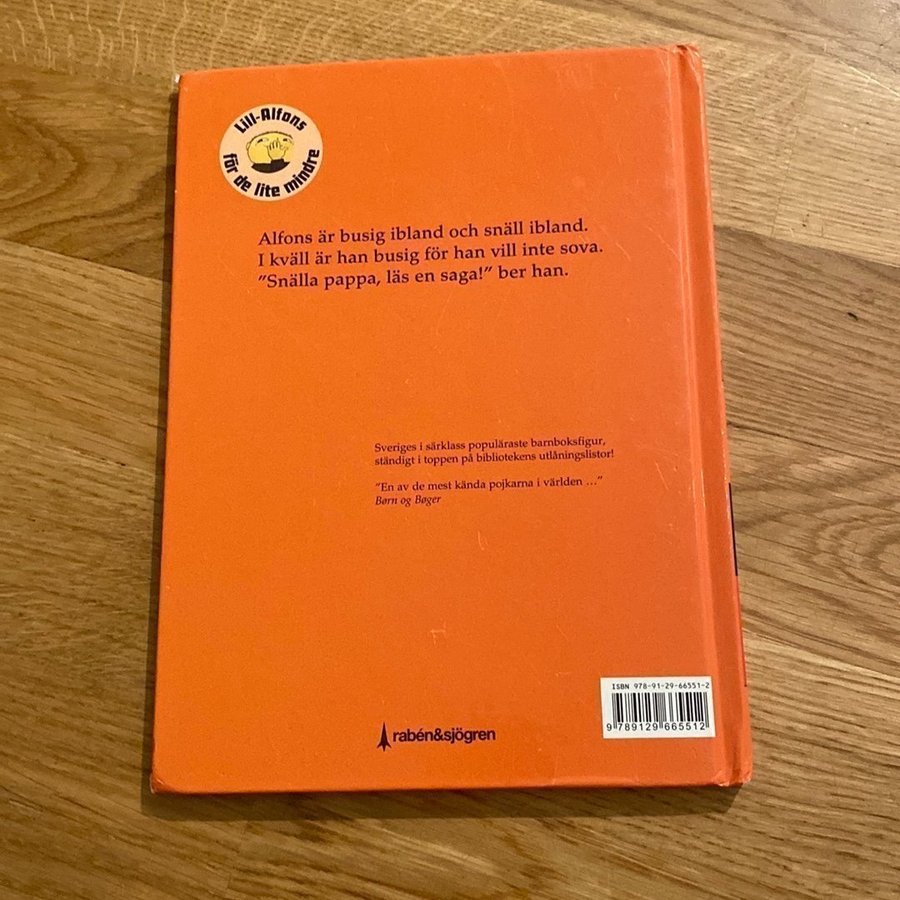 Lill-Alfons
för de lite mindre
Alfons är busig ibland och snäll ibland.
I kväll är han busig för han vill inte sova.
”Snälla pappa, läs en saga!” ber han.
Sveriges i särklass populäraste barnboksfigur,
ständigt i toppen på bibliotekens utlåningslistor!
”En av de mest kända pojkarna i världen …”
Børn og Bøger
ISBN 978-91-29-66551-2
9 789129 665512
rabén&sjögren